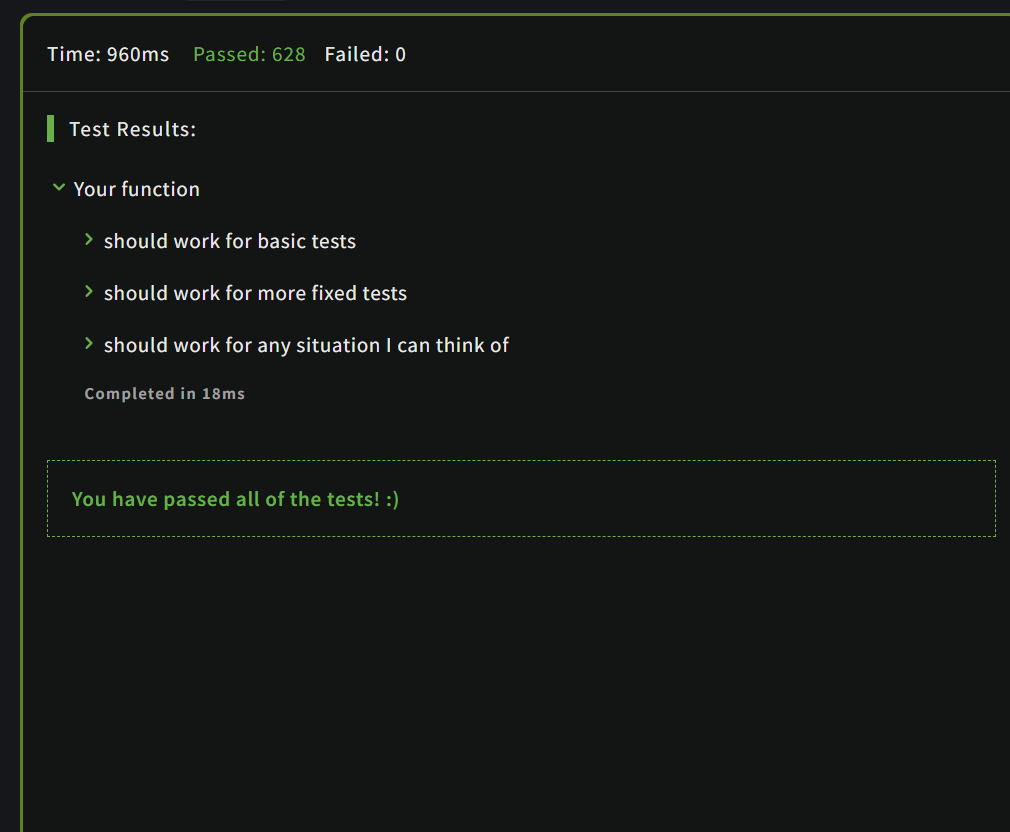 Time: 960ms Passed: 628 Failed: 0
Test Results:
Your function
should work for basic tests
should work for more fixed tests
should work for any situation I can think of
Completed in 18ms
You have passed all of the tests! :)